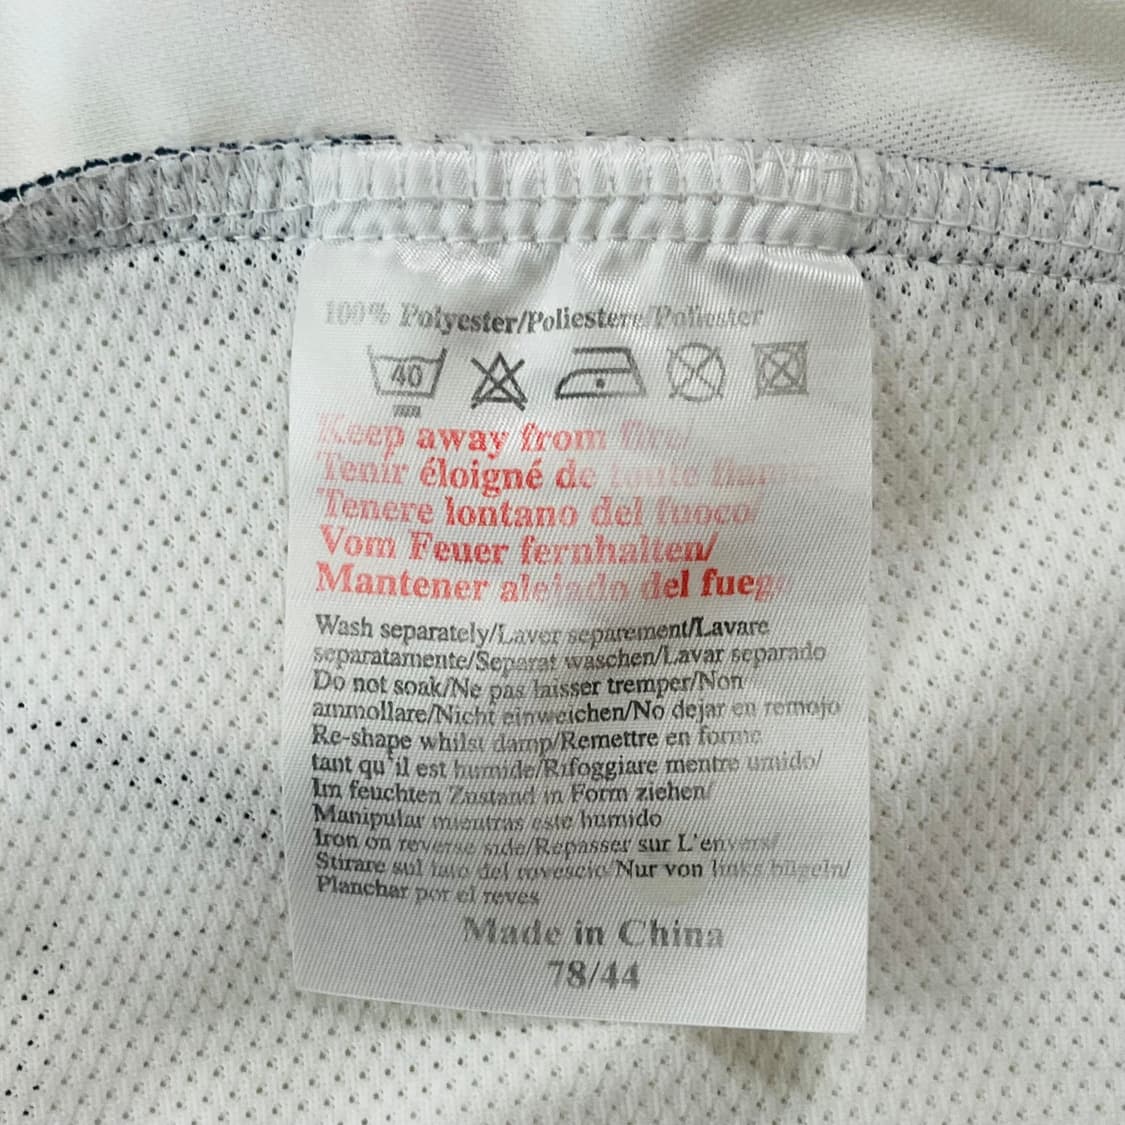 100% Polyester/Poliestere/Poliester
40
Keep away from fire/
Tenir éloigné de toute flam
Tenere lontano del fuoco/
Vom Feuer fernhalten/
Mantener alejado del fuego
Wash separately/Laver separement/Lavare
separatamente/Separat waschen/Lavar separado
Do not soak/Ne pas laisser tremper/Non
ammollare/Nicht einweichen/No dejar en remojo
Re-shape whilst damp/Remettre en forme
tant qu'il est humide/Rifoggiare mentre umido/
Im feuchten Zustand in Form ziehen/
Manipular mientras este humido
Iron on reverse side/Repasser sur L'envers/
Stirare sul lato del rovescio/Nur von links bügeln/
Planchar por el reves
Made in China
78/44